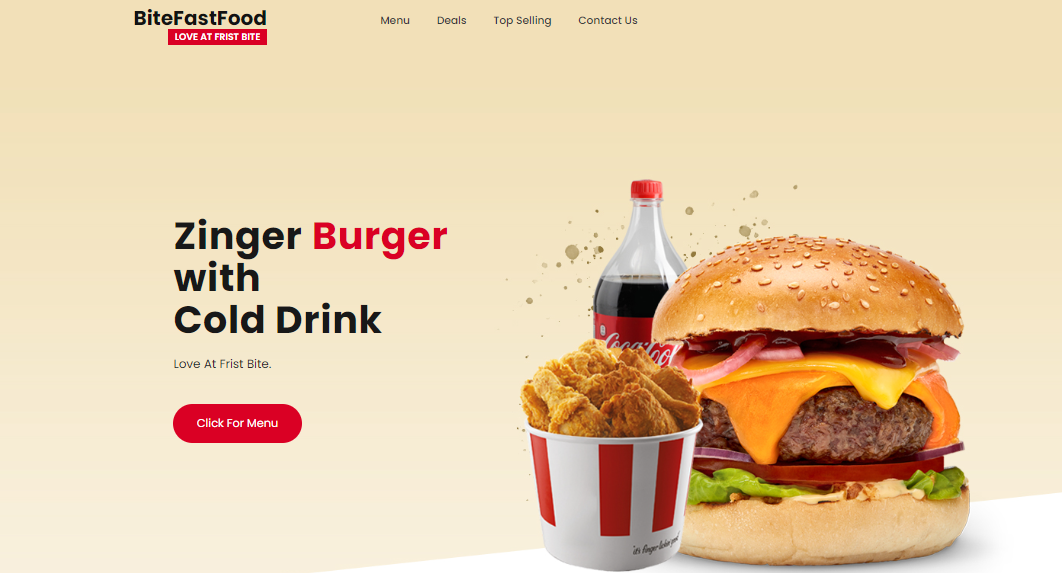 BiteFastFood
LOVE AT FRIST BITE
Menu Deals Top Selling Contact Us
Zinger Burger
with
Cold Drink
Love At Frist Bite.
Click For Menu
Coca-Cola
it's finger lickin' good